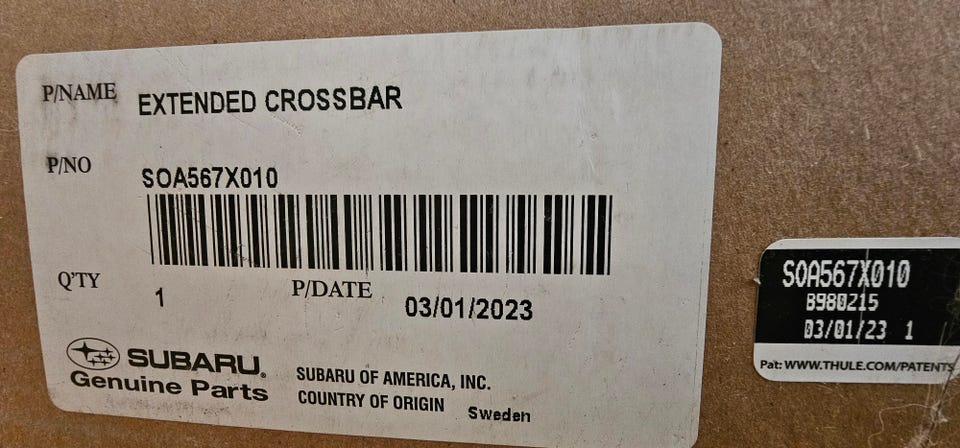 P/NAME EXTENDED CROSSBAR
P/NO SOA567X010
Q'TY 1 P/DATE 03/01/2023
SUBARU®
Genuine Parts
SUBARU OF AMERICA, INC.
COUNTRY OF ORIGIN Sweden
SOA567X010
B980Z15
03/01/23 1
Pat: WWW.THULE.COM/PATENTS